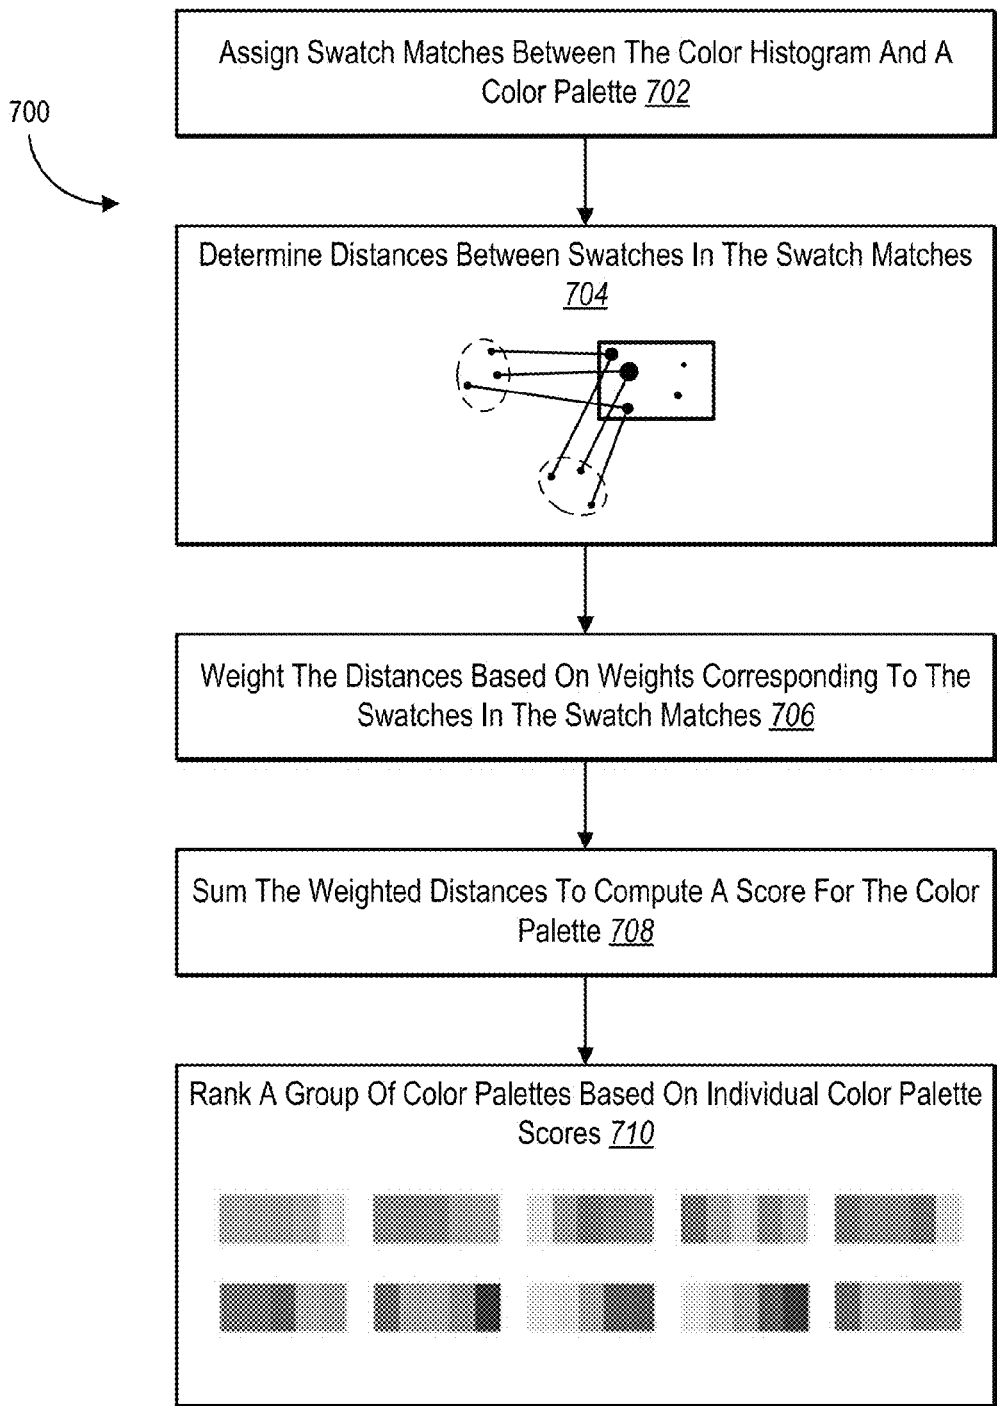 Assign Swatch Matches Between The Color Histogram And A
Color Palette 702
700
Determine Distances Between Swatches In The Swatch Matches
704
Weight The Distances Based On Weights Corresponding To The
Swatches In The Swatch Matches 706
Sum The Weighted Distances To Compute A Score For The Color
Palette 708
Rank A Group Of Color Palettes Based On Individual Color Palette
Scores 710